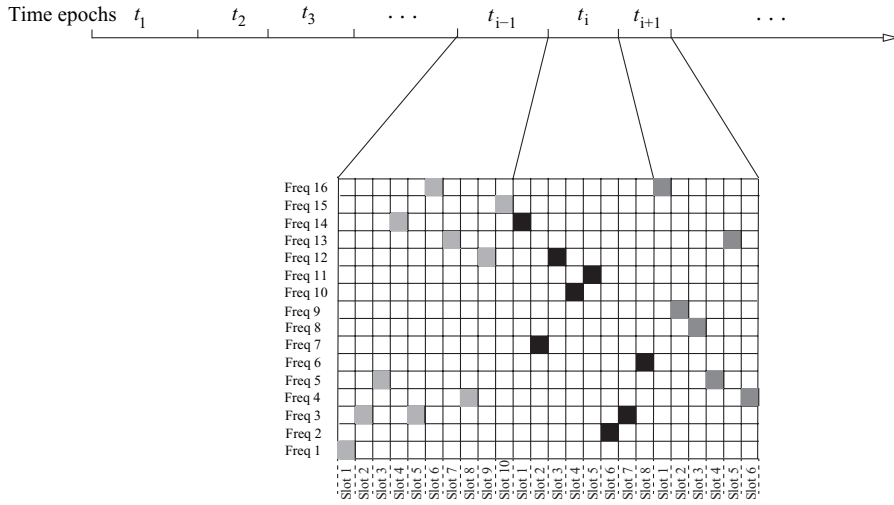 Time epochs t1 t2 t3 . . . ti−1 ti ti+1 . . .
Freq 16
Freq 15
Freq 14
Freq 13
Freq 12
Freq 11
Freq 10
Freq 9
Freq 8
Freq 7
Freq 6
Freq 5
Freq 4
Freq 3
Freq 2
Freq 1
Slot 1
Slot 2
Slot 3
Slot 4
Slot 5
Slot 6
Slot 7
Slot 8
Slot 9
Slot 10
Slot 1
Slot 2
Slot 3
Slot 4
Slot 5
Slot 6
Slot 7
Slot 8
Slot 1
Slot 2
Slot 3
Slot 4
Slot 5
Slot 6